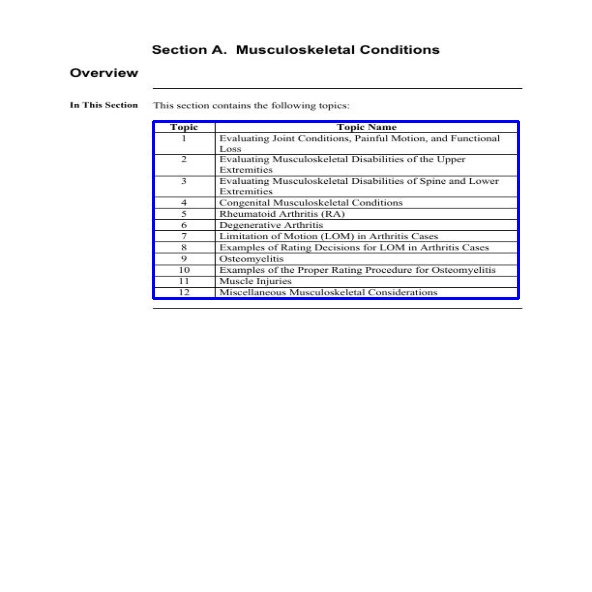 Section A.  Musculoskeletal Conditions
Overview
In This Section This section contains the following topics:
Topic Topic Name
1 Evaluating Joint Conditions, Painful Motion, and Functional
Loss
2 Evaluating Musculoskeletal Disabilities of the Upper
Extremities
3 Evaluating Musculoskeletal Disabilities of Spine and Lower
Extremities
4 Congenital Musculoskeletal Conditions
5 Rheumatoid Arthritis (RA)
6 Degenerative Arthritis
7 Limitation of Motion (LOM) in Arthritis Cases
8 Examples of Rating Decisions for LOM in Arthritis Cases
9 Osteomyelitis
10 Examples of the Proper Rating Procedure for Osteomyelitis
11 Muscle Injuries
12 Miscellaneous Musculoskeletal Considerations